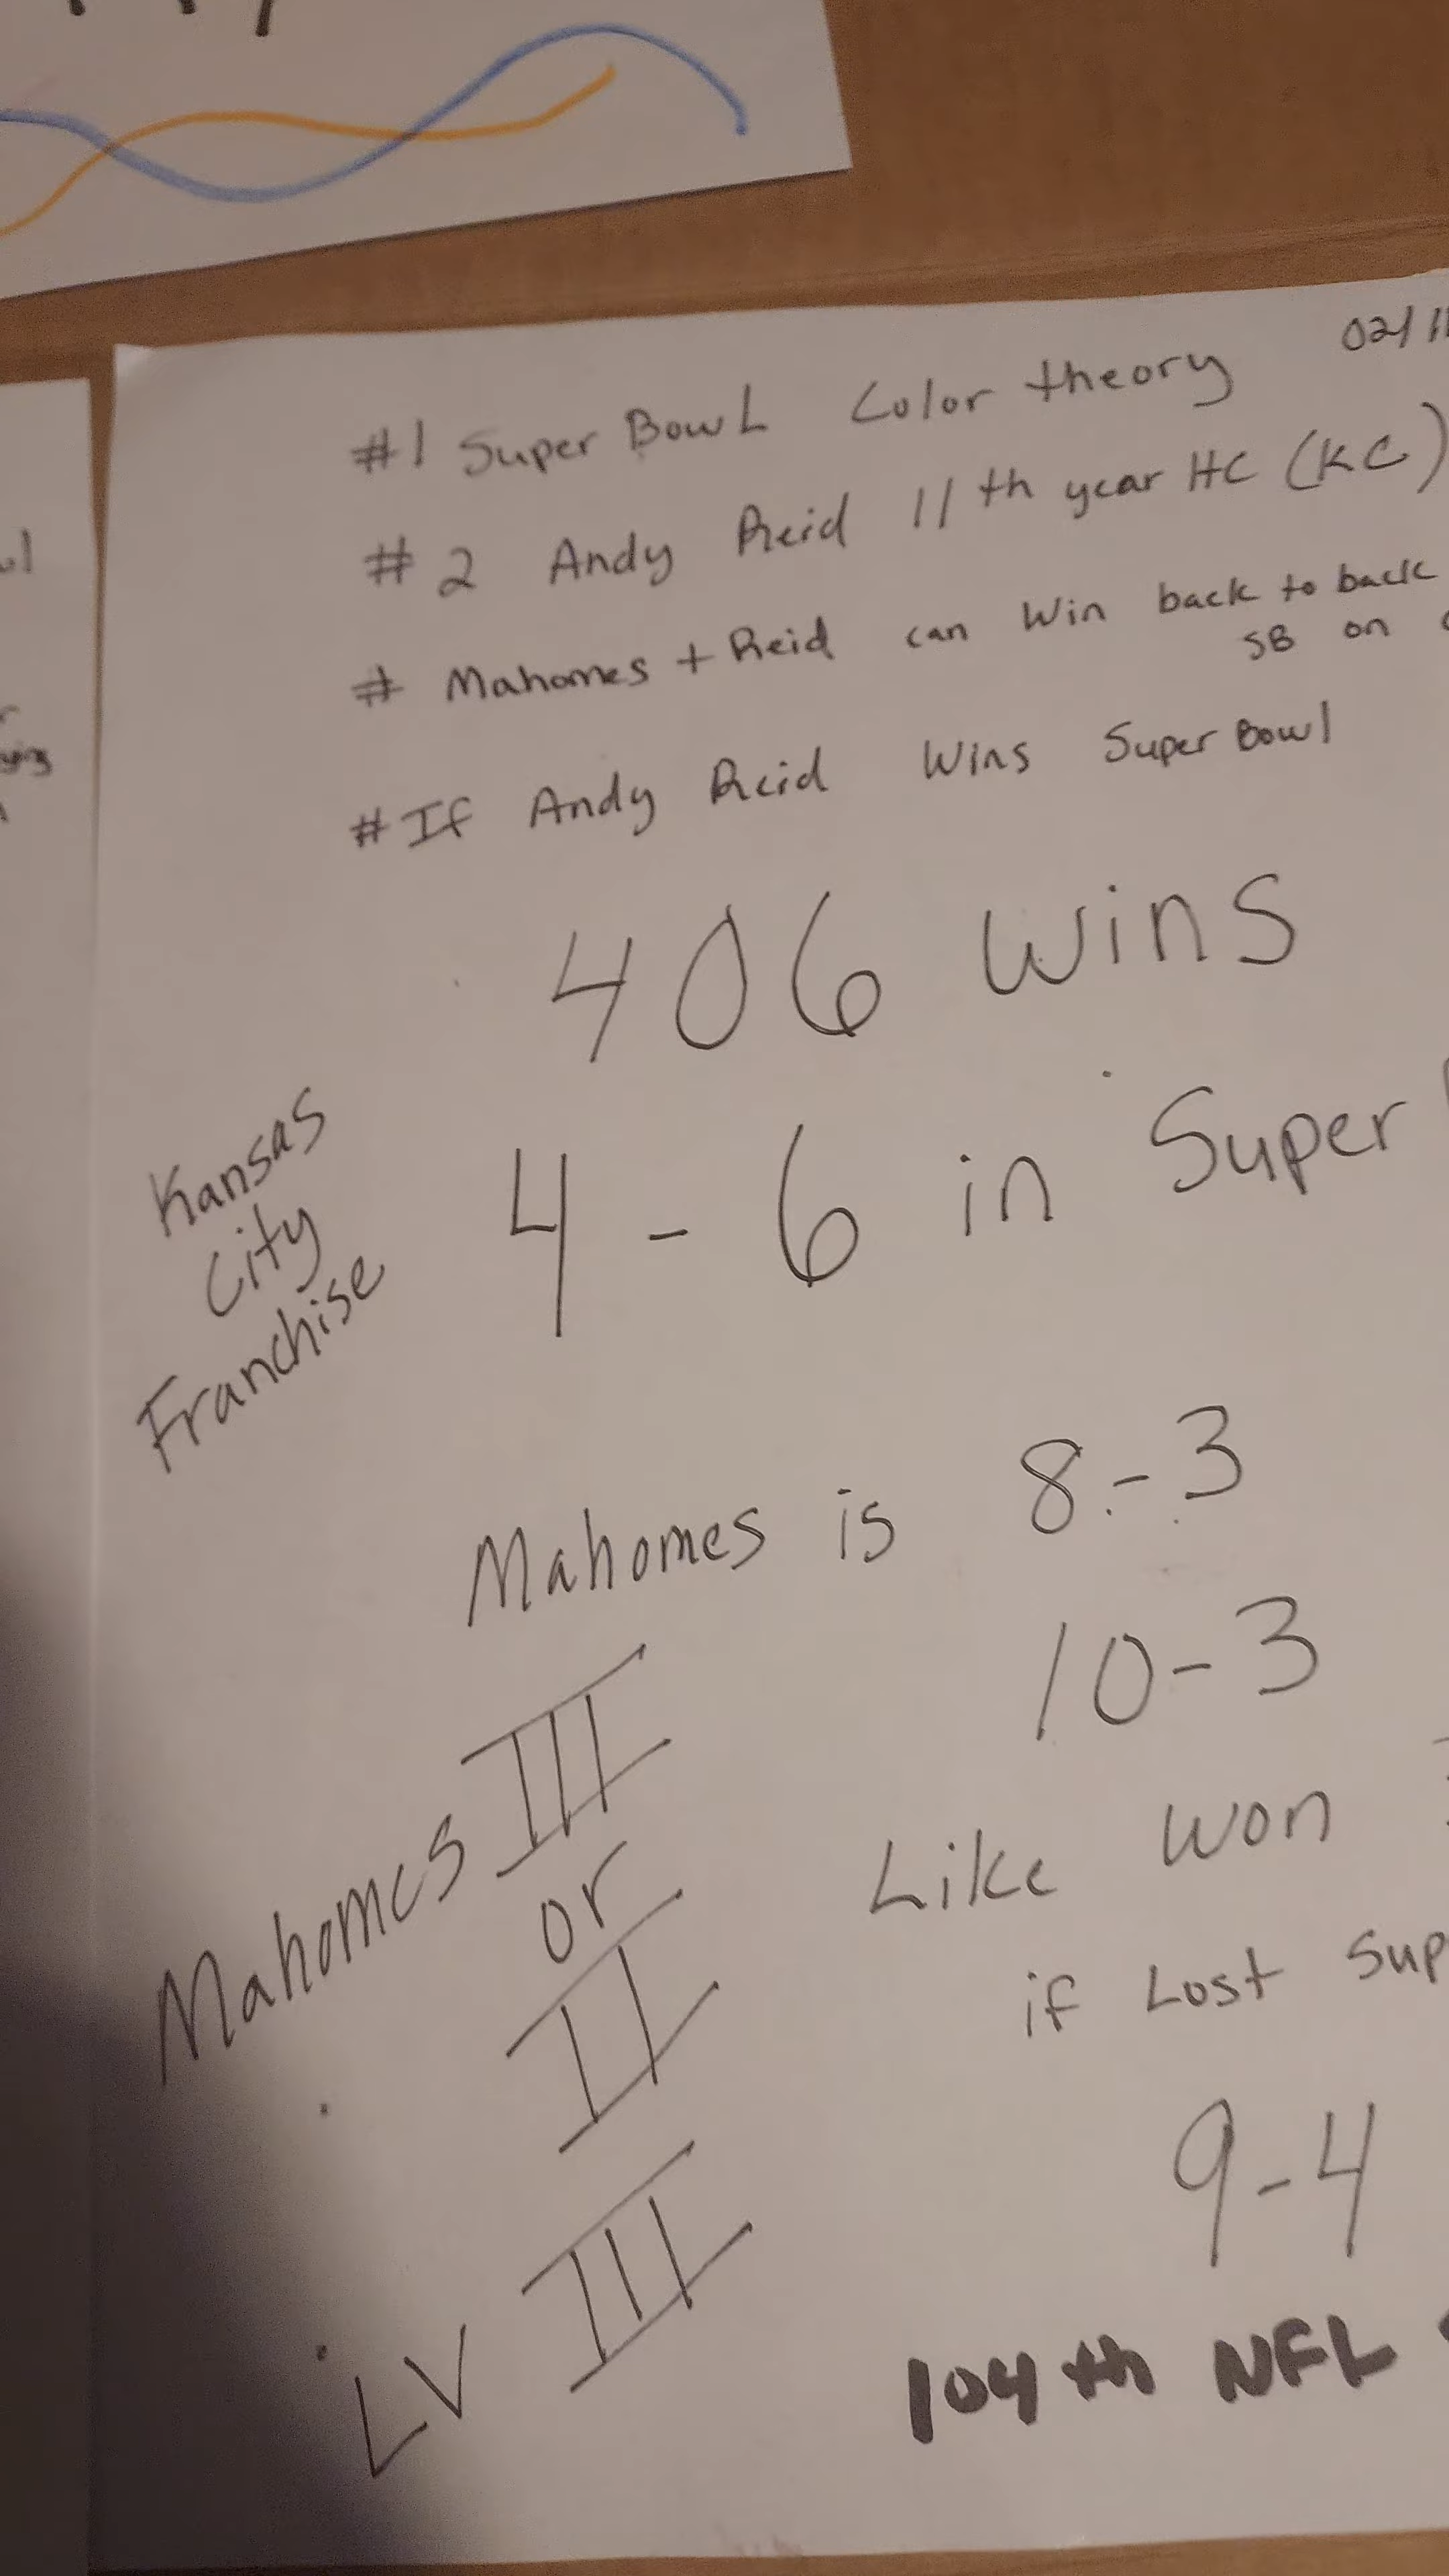 02/11
#1 Super Bowl Color theory
#2 Andy Reid 11th year HC (KC)
# Mahomes + Reid can Win back to back
SB on
#If Andy Reid Wins Super Bowl
406 wins
Kansas
City
Franchise
4-6 in Super
Mahomes is 8-3
10-3
Mahomes III
or
II
Like won
if Lost Sup
9-4
LV III
104th NFL